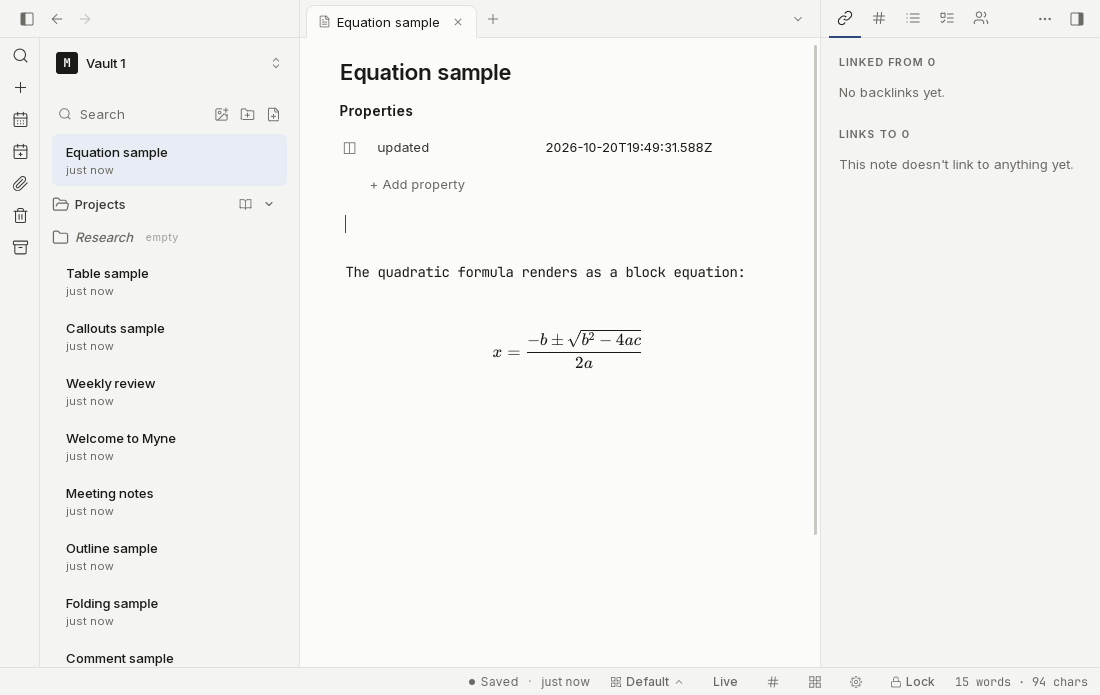 Equation sample
M Vault 1
Search
Equation sample
just now
Projects
Research empty
Table sample
just now
Callouts sample
just now
Weekly review
just now
Welcome to Myne
just now
Meeting notes
just now
Outline sample
just now
Folding sample
just now
Comment sample
Equation sample
Properties
updated 2026-10-20T19:49:31.588Z
+ Add property
The quadratic formula renders as a block equation:
x = (−b ± √(b² − 4ac)) / 2a
LINKED FROM 0
No backlinks yet.
LINKS TO 0
This note doesn't link to anything yet.
Saved · just now Default Live Lock 15 words · 94 chars